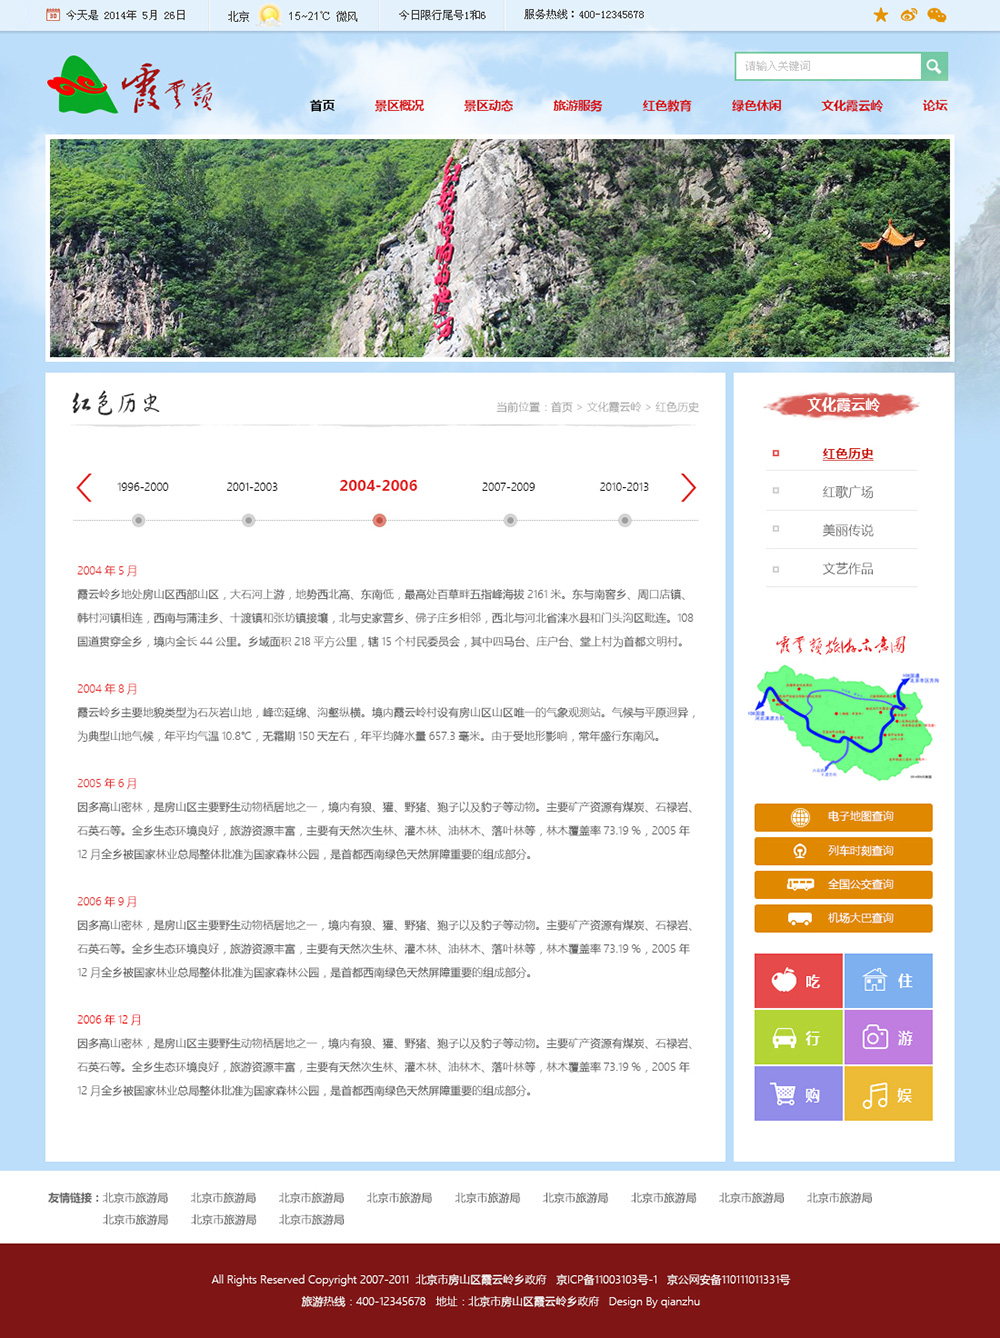 今天是 2014年 5月 26日 北京 15~21℃ 微风 今日限行尾号1和6 服务热线：400-12345678
请输入关键词
霞云岭
首页 景区概况 景区动态 旅游服务 红色教育 绿色休闲 文化霞云岭 论坛
红歌唱响的地方
红色历史
当前位置：首页 > 文化霞云岭 > 红色历史
1996-2000 2001-2003 2004-2006 2007-2009 2010-2013
2004 年 5 月
霞云岭乡地处房山区西部山区，大石河上游，地势西北高、东南低，最高处百草畔五指峰海拔 2161 米。东与南窖乡、周口店镇、
韩村河镇相连，西南与蒲洼乡、十渡镇和张坊镇接壤，北与史家营乡、佛子庄乡相邻，西北与河北省涞水县和门头沟区毗连。108
国道贯穿全乡，境内全长 44 公里。乡域面积 218 平方公里，辖 15 个村民委员会，其中四马台、庄户台、堂上村为首都文明村。
2004 年 8 月
霞云岭乡主要地貌类型为石灰岩山地，峰峦延绵、沟壑纵横。境内霞云岭村设有房山区山区唯一的气象观测站。气候与平原迥异，
为典型山地气候，年平均气温 10.8℃，无霜期 150 天左右，年平均降水量 657.3 毫米。由于受地形影响，常年盛行东南风。
2005 年 6 月
因多高山密林，是房山区主要野生动物栖居地之一，境内有狼、獾、野猪、狍子以及豹子等动物。主要矿产资源有煤炭、石禄岩、
石英石等。全乡生态环境良好，旅游资源丰富，主要有天然次生林、灌木林、油林木、落叶林等，林木覆盖率 73.19 %，2005 年
12 月全乡被国家林业总局整体批准为国家森林公园，是首都西南绿色天然屏障重要的组成部分。
2006 年 9 月
因多高山密林，是房山区主要野生动物栖居地之一，境内有狼、獾、野猪、狍子以及豹子等动物。主要矿产资源有煤炭、石禄岩、
石英石等。全乡生态环境良好，旅游资源丰富，主要有天然次生林、灌木林、油林木、落叶林等，林木覆盖率 73.19 %，2005 年
12 月全乡被国家林业总局整体批准为国家森林公园，是首都西南绿色天然屏障重要的组成部分。
2006 年 12 月
因多高山密林，是房山区主要野生动物栖居地之一，境内有狼、獾、野猪、狍子以及豹子等动物。主要矿产资源有煤炭、石禄岩、
石英石等。全乡生态环境良好，旅游资源丰富，主要有天然次生林、灌木林、油林木、落叶林等，林木覆盖率 73.19 %，2005 年
12 月全乡被国家林业总局整体批准为国家森林公园，是首都西南绿色天然屏障重要的组成部分。
文化霞云岭
红色历史
红歌广场
美丽传说
文艺作品
霞云岭旅游示意图
电子地图查询
列车时刻查询
全国公交查询
机场大巴查询
吃 住
行 游
购 娱
友情链接：北京市旅游局 北京市旅游局 北京市旅游局 北京市旅游局 北京市旅游局 北京市旅游局 北京市旅游局 北京市旅游局 北京市旅游局
北京市旅游局 北京市旅游局 北京市旅游局
All Rights Reserved Copyright 2007-2011 北京市房山区霞云岭乡政府 京ICP备11003103号-1 京公网安备110111011331号
旅游热线：400-12345678 地址：北京市房山区霞云岭乡政府 Design By qianzhu